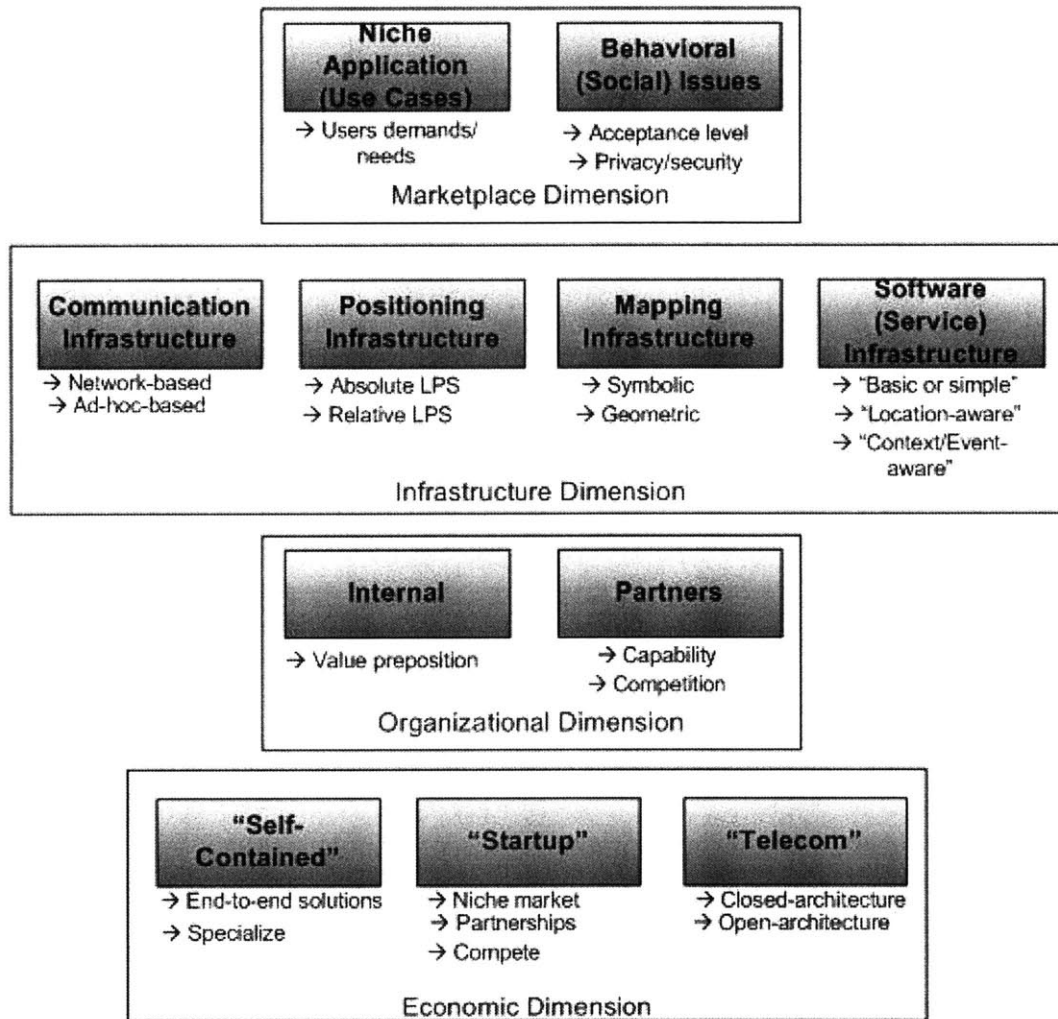 Niche
Application
(Use Cases)
→ Users demands/
needs
Behavioral
(Social) Issues
→ Acceptance level
→ Privacy/security
Marketplace Dimension
Communication
Infrastructure
→ Network-based
→ Ad-hoc-based
Positioning
Infrastructure
→ Absolute LPS
→ Relative LPS
Mapping
Infrastructure
→ Symbolic
→ Geometric
Software
(Service)
Infrastructure
→ “Basic or simple”
→ “Location-aware”
→ “Context/Event-
aware”
Infrastructure Dimension
Internal
→ Value preposition
Partners
→ Capability
→ Competition
Organizational Dimension
“Self-
Contained”
→ End-to-end solutions
→ Specialize
“Startup”
→ Niche market
→ Partnerships
→ Compete
“Telecom”
→ Closed-architecture
→ Open-architecture
Economic Dimension